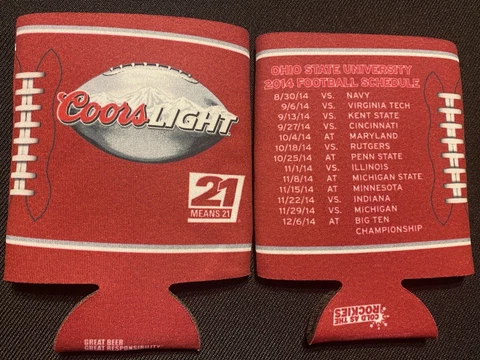 Coors LIGHT
21
MEANS 21
GREAT BEER
GREAT RESPONSIBILITY
OHIO STATE UNIVERSITY
2014 FOOTBALL SCHEDULE
8/30/14 VS. NAVY
9/6/14 VS. VIRGINIA TECH
9/13/14 VS. KENT STATE
9/27/14 VS. CINCINNATI
10/4/14 AT MARYLAND
10/18/14 VS. RUTGERS
10/25/14 AT PENN STATE
11/1/14 VS. ILLINOIS
11/8/14 AT MICHIGAN STATE
11/15/14 AT MINNESOTA
11/22/14 VS. INDIANA
11/29/14 VS. MICHIGAN
12/6/14 AT BIG TEN
CHAMPIONSHIP
COLD AS THE
ROCKIES